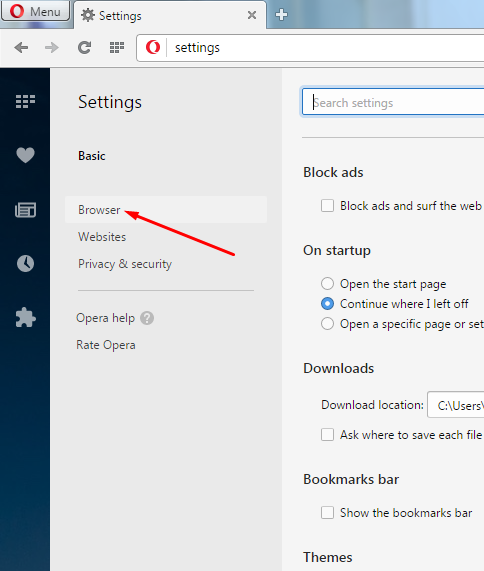 Menu
Settings
settings
Settings
Basic
Browser
Websites
Privacy & security
Opera help ?
Rate Opera
Search settings
Block ads
Block ads and surf the web
On startup
Open the start page
Continue where I left off
Open a specific page or set
Downloads
Download location: C:\Users\
Ask where to save each file
Bookmarks bar
Show the bookmarks bar
Themes